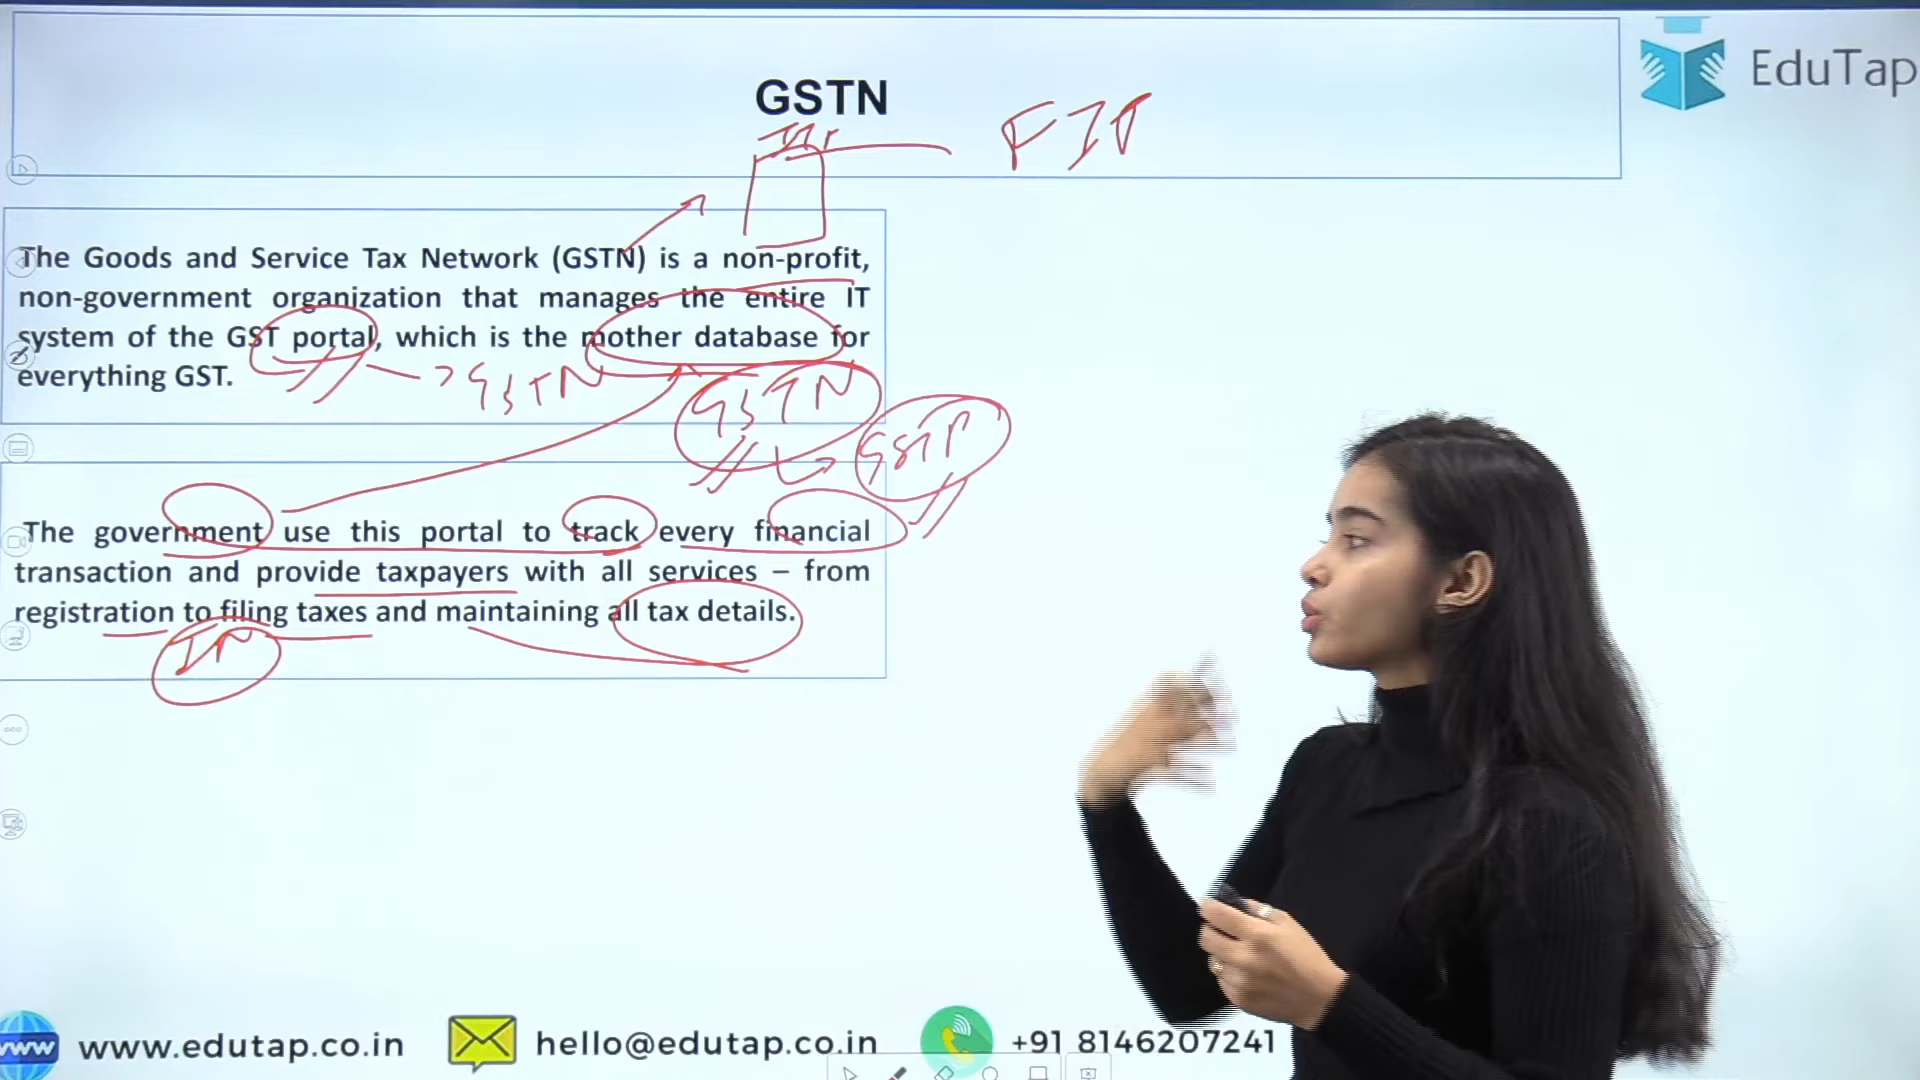 EduTap
GSTN
FIP
The Goods and Service Tax Network (GSTN) is a non-profit,
non-government organization that manages the entire IT
system of the GST portal, which is the mother database for
everything GST.
GSTN
GSTN
GSTP
The government use this portal to track every financial
transaction and provide taxpayers with all services – from
registration to filing taxes and maintaining all tax details.
IN
www
www.edutap.co.in
hello@edutap.co.in
+91 8146207241